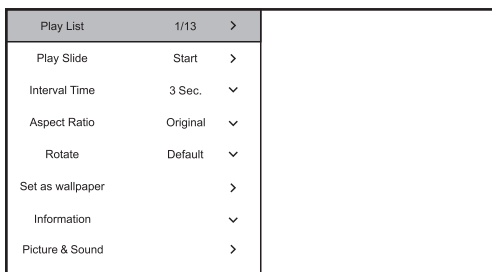 Play List 1/13 >
Play Slide Start >
Interval Time 3 Sec.
Aspect Ratio Original
Rotate Default
Set as wallpaper >
Information
Picture & Sound >